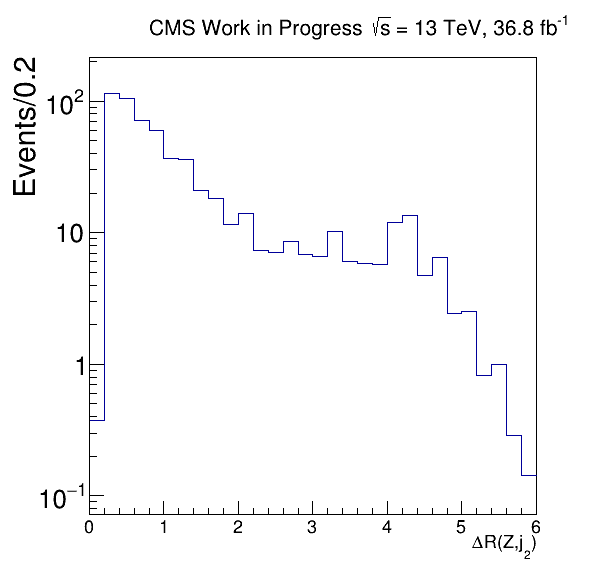 CMS Work in Progress √s = 13 TeV, 36.8 fb⁻¹
Events/0.2
10²
10
1
10⁻¹
0 1 2 3 4 5 6
ΔR(Z,j₂)